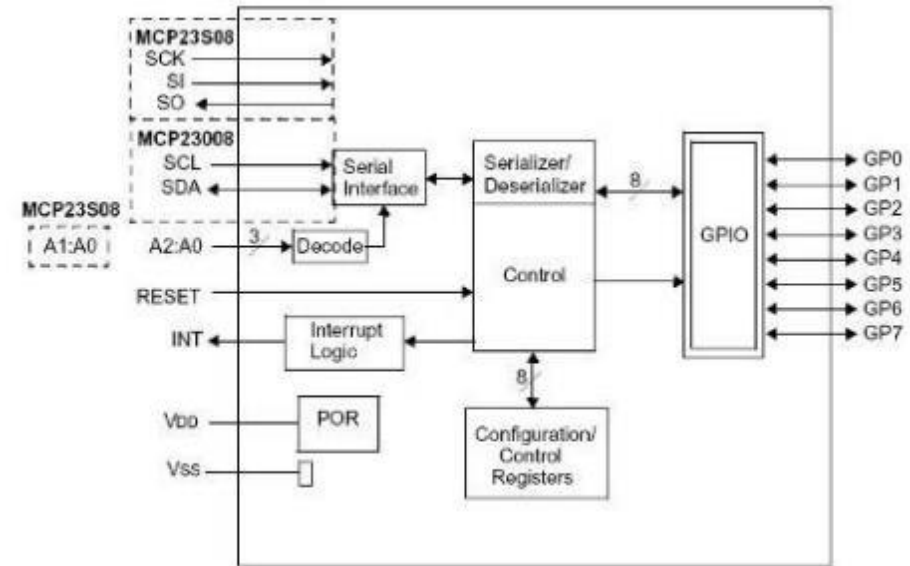 MCP23S08
SCK
SI
SO
MCP23008
SCL
SDA
Serial
Interface
Serializer/
Deserializer
8
GPIO
GP0
GP1
GP2
GP3
GP4
GP5
GP6
GP7
MCP23S08
A1:A0
A2:A0
3
Decode
Control
RESET
INT
Interrupt
Logic
8
VDD
POR
Configuration/
Control
Registers
VSS